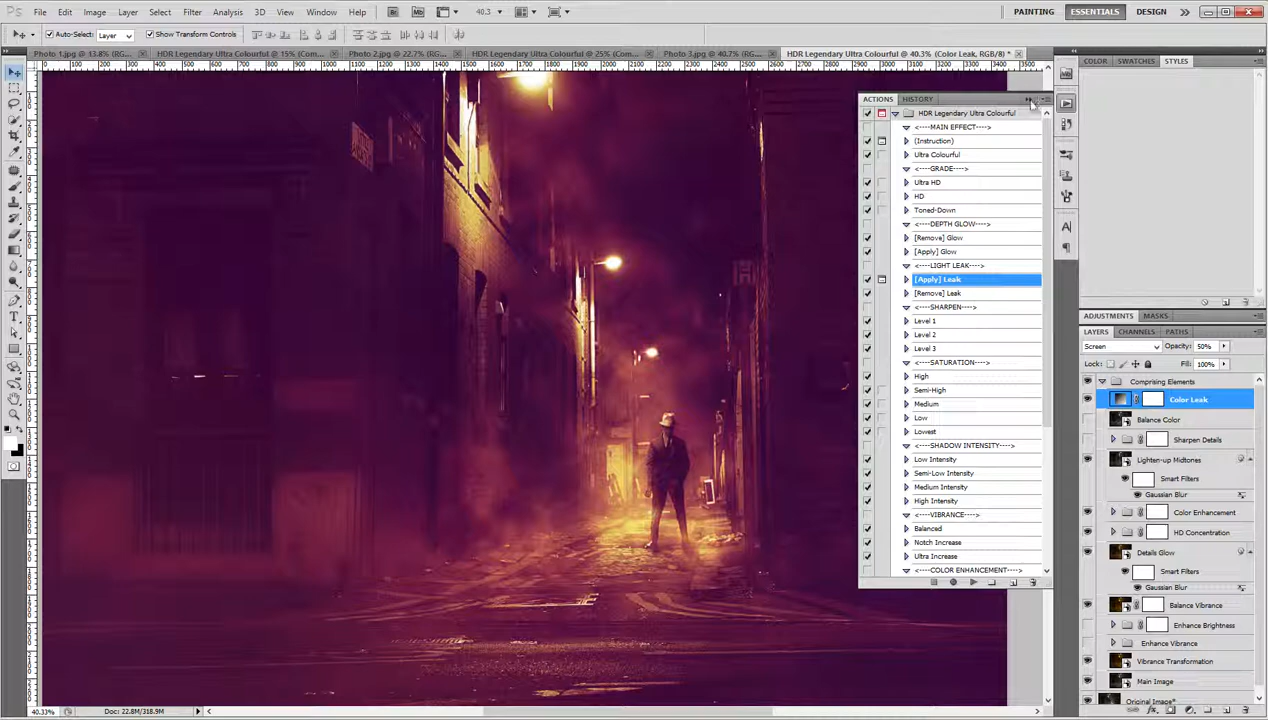 Ps File Edit Image Layer Select Filter Analysis 3D View Window Help Br Mb 40.3 PAINTING ESSENTIALS DESIGN
Auto-Select: Layer Show Transform Controls
Photo 1.jpg @ 13.8% (RG... HDR Legendary Ultra Colourful @ 15% (Com... Photo 2.jpg @ 22.7% (RG... HDR Legendary Ultra Colourful @ 25% (Com... Photo 3.jpg @ 40.7% (RG... HDR Legendary Ultra Colourful @ 40.3% (Color Leak, RGB/8) *
COLOR SWATCHES STYLES
ACTIONS HISTORY
HDR Legendary Ultra Colourful
<----MAIN EFFECT---->
(Instruction)
Ultra Colourful
<----GRADE---->
Ultra HD
HD
Toned-Down
<----DEPTH GLOW---->
[Remove] Glow
[Apply] Glow
<----LIGHT LEAK---->
[Apply] Leak
[Remove] Leak
<----SHARPEN---->
Level 1
Level 2
Level 3
<----SATURATION---->
High
Semi-High
Medium
Low
Lowest
<----SHADOW INTENSITY---->
Low Intensity
Semi-Low Intensity
Medium Intensity
High Intensity
<----VIBRANCE---->
Balanced
Notch Increase
Ultra Increase
<----COLOR ENHANCEMENT---->
ADJUSTMENTS MASKS
LAYERS CHANNELS PATHS
Screen Opacity: 50%
Lock: Fill: 100%
Comprising Elements
Color Leak
Balance Color
Sharpen Details
Lighten-up Midtones
Smart Filters
Gaussian Blur
Color Enhancement
HD Concentration
Details Glow
Smart Filters
Gaussian Blur
Balance Vibrance
Enhance Brightness
Enhance Vibrance
Vibrance Transformation
Main Image
Original Image*
40.33% Doc: 22.8M/318.9M